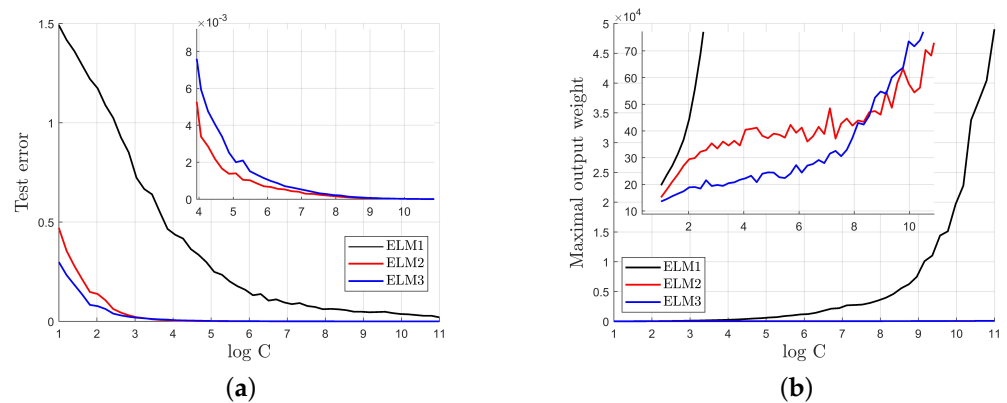 ×10⁻³
8
6
4
2
0
4 5 6 7 8 9 10
1.5
1
0.5
0
Test error
ELM1
ELM2
ELM3
1 2 3 4 5 6 7 8 9 10 11
log C
(a)
×10⁴
5
4.5
4
3.5
3
2.5
2
1.5
1
0.5
0
Maximal output weight
70
60
50
40
30
20
10
2 4 6 8 10
ELM1
ELM2
ELM3
1 2 3 4 5 6 7 8 9 10 11
log C
(b)